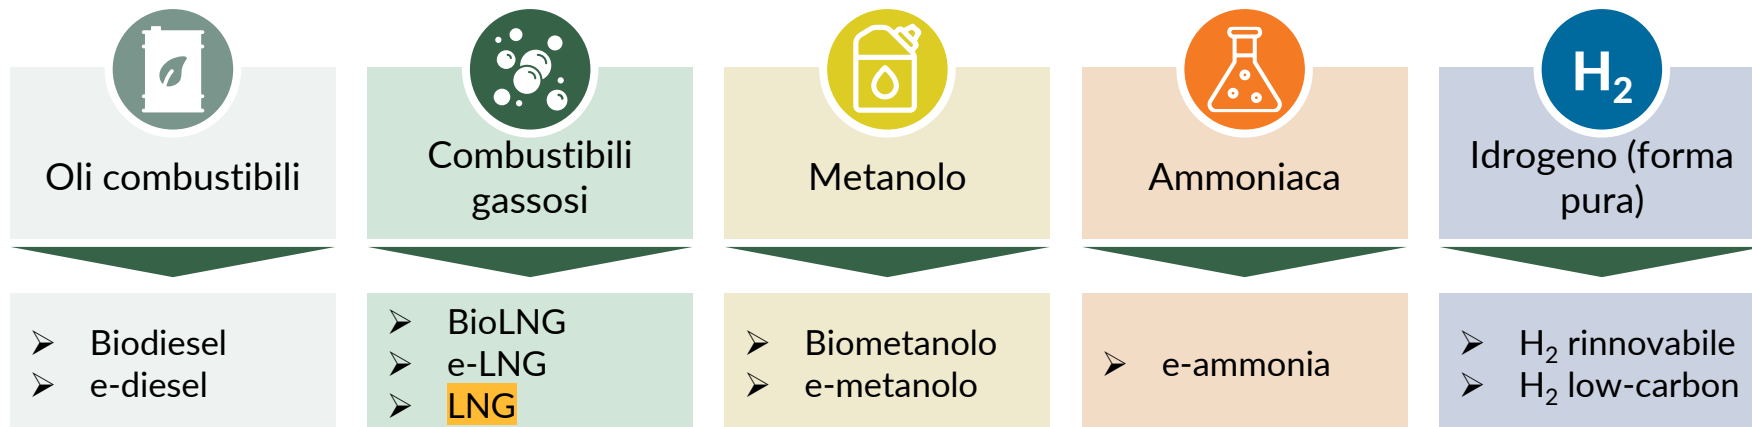 Oli combustibili
Combustibili
gassosi
Metanolo
Ammoniaca
H₂
Idrogeno (forma
pura)
➢ Biodiesel
➢ e-diesel
➢ BioLNG
➢ e-LNG
➢ LNG
➢ Biometanolo
➢ e-metanolo
➢ e-ammonia
➢ H₂ rinnovabile
➢ H₂ low-carbon